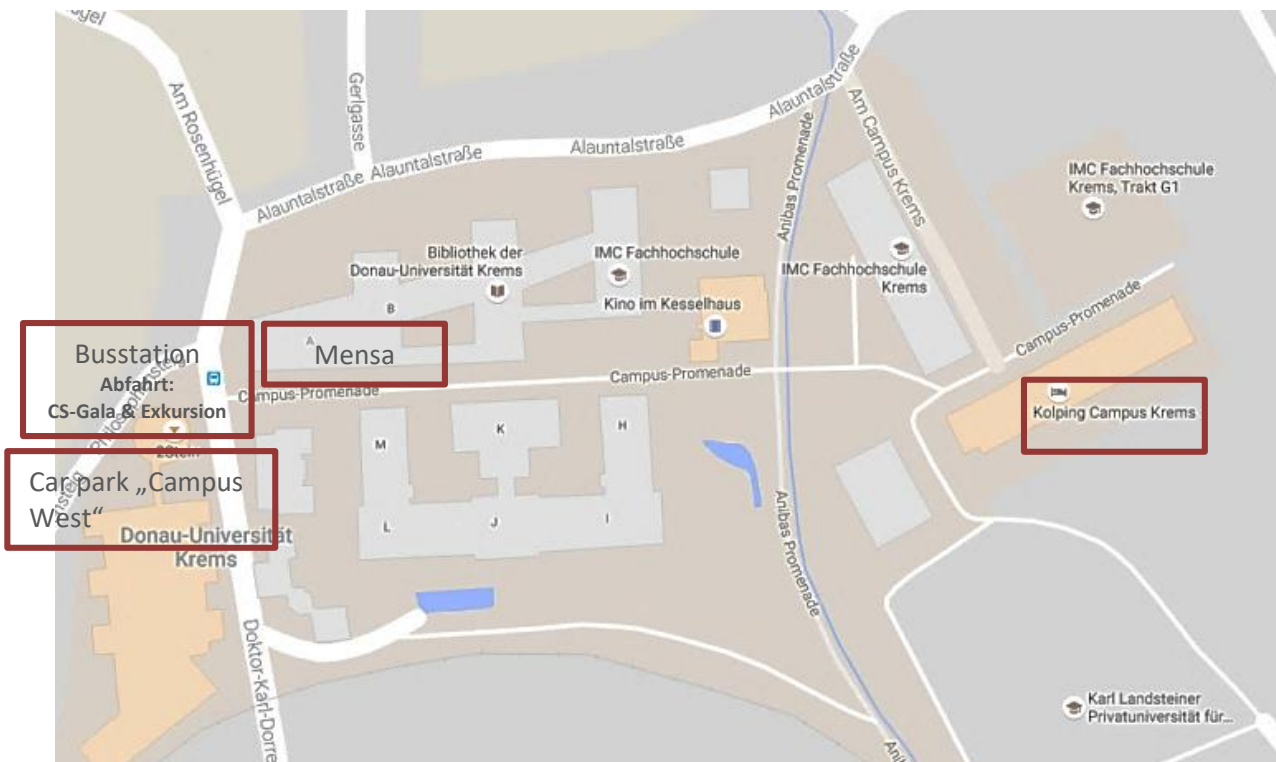 ügel
Am Rosenhügel
Gerlgasse
Alauntalstraße
Alauntalstraße
Alauntalstraße
Alauntalstraße
Anibas Promenade
Am Campus Krems
IMC Fachhochschule
Krems, Trakt G1
Bibliothek der
Donau-Universität Krems
IMC Fachhochschule
IMC Fachhochschule
Krems
Kino im Kesselhaus
B
A
Campus-Promenade
Busstation
Abfahrt:
CS-Gala & Exkursion
Mensa
Campus-Promenade
Campus-Promenade
Kolping Campus Krems
2Stein
M
K
H
Car park „Campus
West“
L
J
I
Donau-Universität
Krems
Anibas Promenade
Doktor-Karl-Dorre
Karl Landsteiner
Privatuniversität für...
Anib